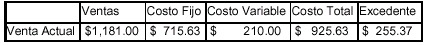 Ventas Costo Fijo Costo Variable Costo Total Excedente
Venta Actual $1,181.00 $ 715.63 $ 210.00 $ 925.63 $ 255.37